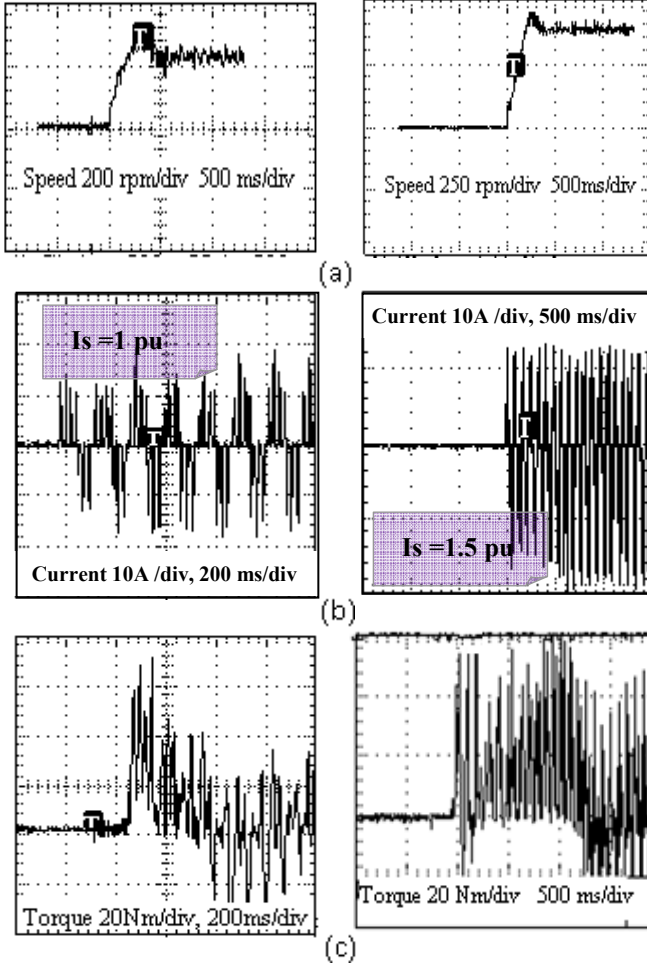 T
T
Speed 200 rpm/div 500 ms/div
Speed 250 rpm/div 500ms/div
(a)
Is =1 pu
T
Current 10A /div, 200 ms/div
Current 10A /div, 500 ms/div
T
Is =1.5 pu
(b)
T
Torque 20Nm/div, 200ms/div
Torque 20 Nm/div 500 ms/div
(c)